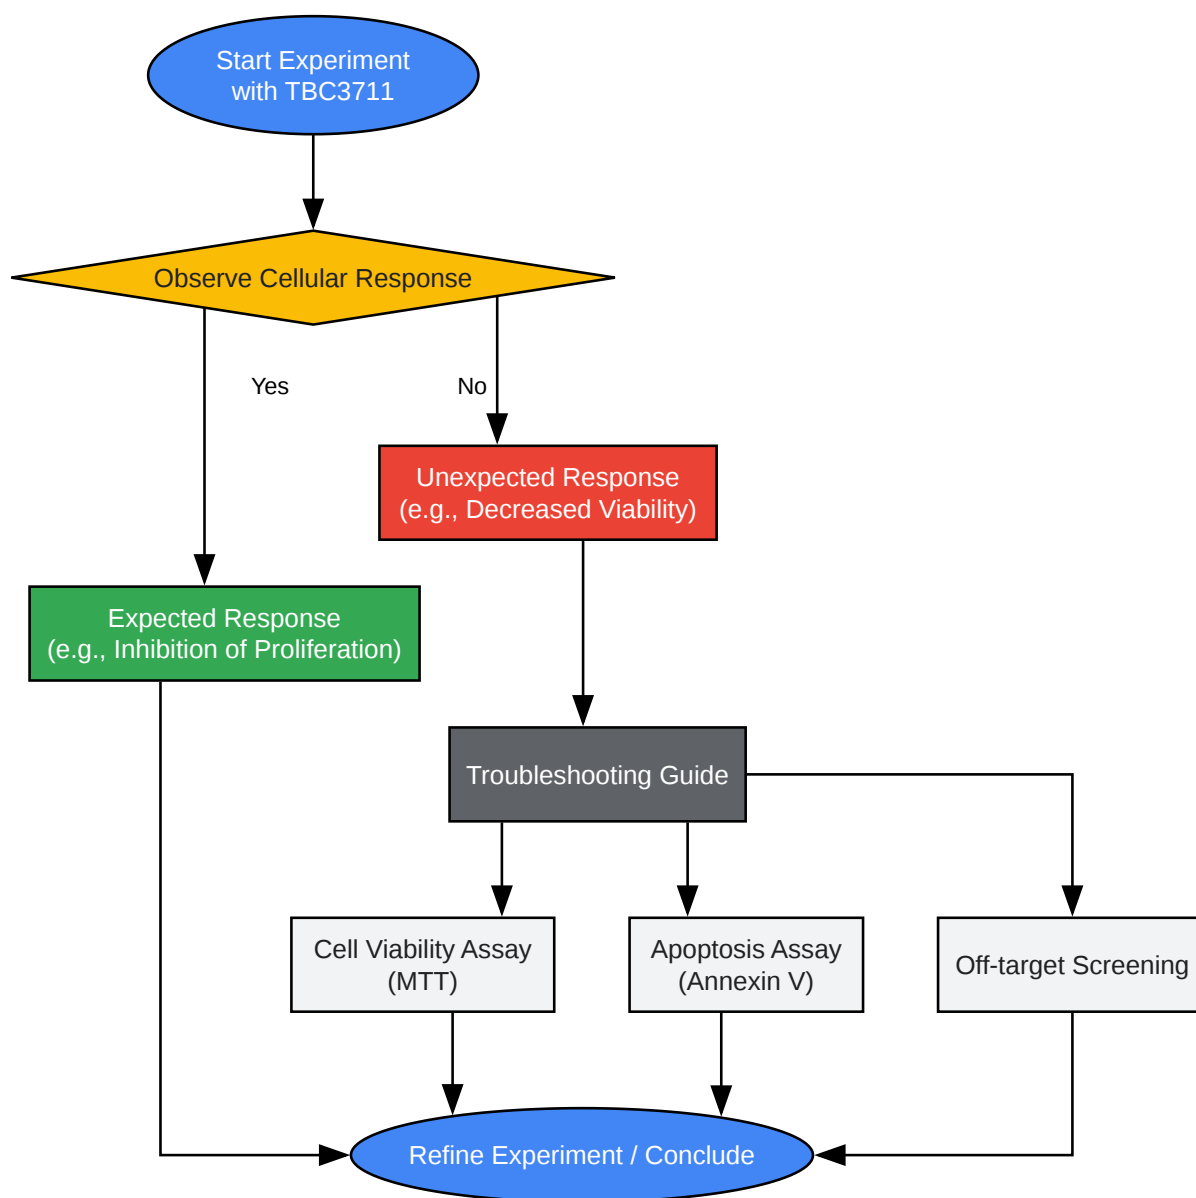 Start Experiment
with TBC3711
Observe Cellular Response
Yes
No
Unexpected Response
(e.g., Decreased Viability)
Expected Response
(e.g., Inhibition of Proliferation)
Troubleshooting Guide
Cell Viability Assay
(MTT)
Apoptosis Assay
(Annexin V)
Off-target Screening
Refine Experiment / Conclude